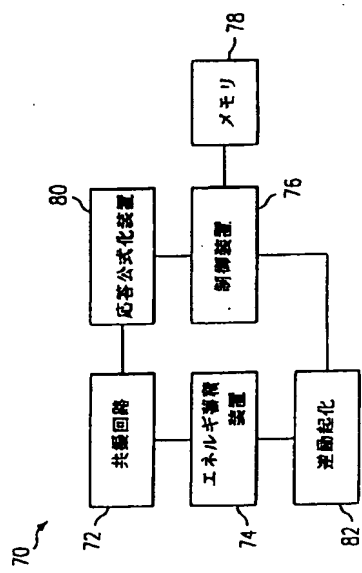 70
80
72
共振回路
応答公式化装置
78
74
エネルギ蓄積
装置
制御装置
メモリ
76
82
逆励起化